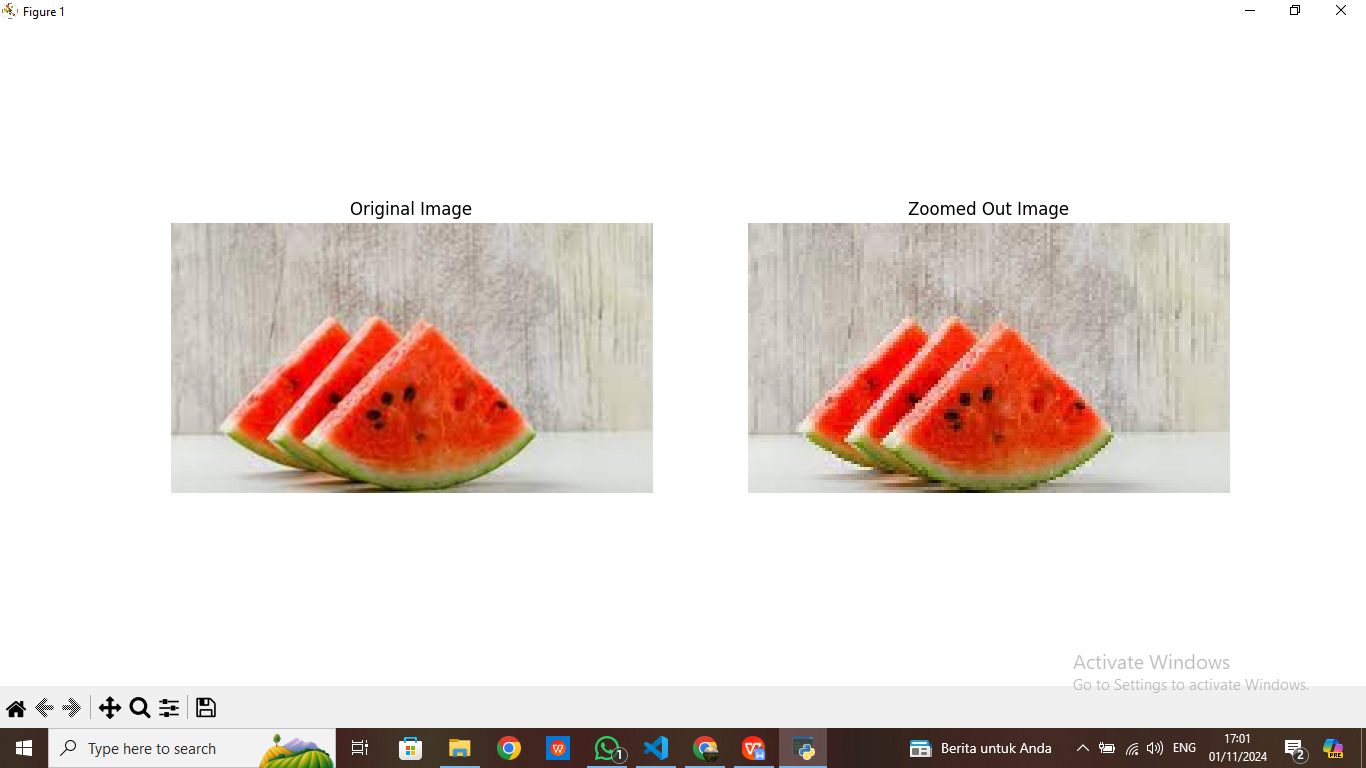 Figure 1
Original Image
Zoomed Out Image
Activate Windows
Go to Settings to activate Windows.
Type here to search
Berita untuk Anda
ENG
17:01
01/11/2024
1
2
W
PRE